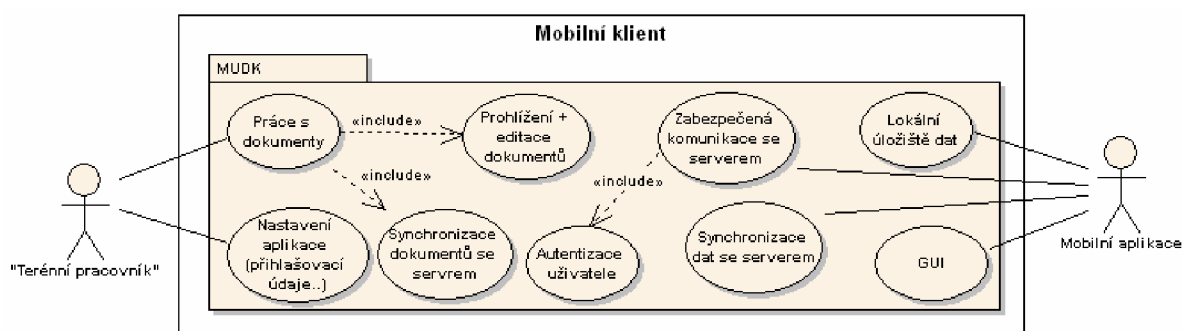 Mobilní klient
MUDK
Práce s
dokumenty
«include»
Prohlížení +
editace
dokumentů
Zabezpečená
komunikace se
serverem
Lokální
úložiště dat
«include»
«include»
Nastavení
aplikace
(přihlašovací
údaje..)
Synchronizace
dokumentů se
servrem
Autentizace
uživatele
Synchronizace
dat se serverem
GUI
"Terénní pracovník"
Mobilní aplikace